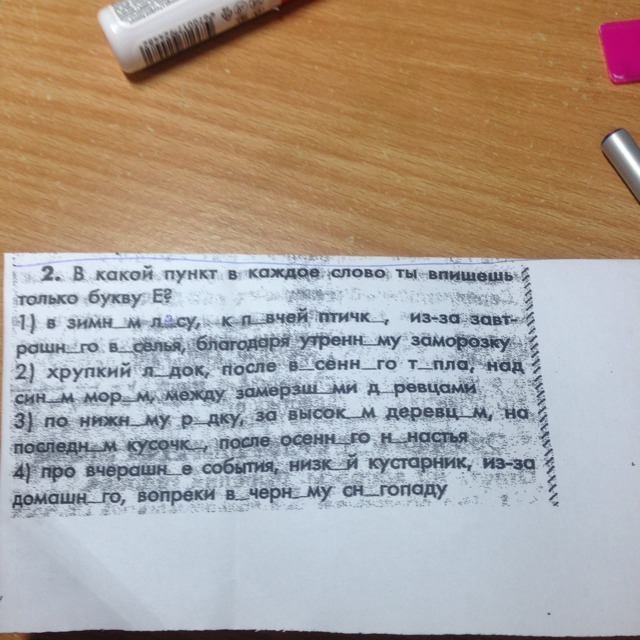 2. В какой пункт в каждое слово ты впишешь
только букву Е?
1) в зимн_м лесу, к п_вчей птичк_, из-за завт-
рашн_го в_селья, благодаря утренн_му заморозку
2) хрупкий л_док, после в_сенн_го т_пла, над
син_м мор_м, между замерзш_ми д_ревцами
3) по нижн_му р_дку, за высок_м деревц_м, на
последн_м кусочк_, после осенн_го н_настья
4) про вчерашн_е события, низк_й кустарник, из-за
домашн_го, вопреки в_черн_му сн_гопаду